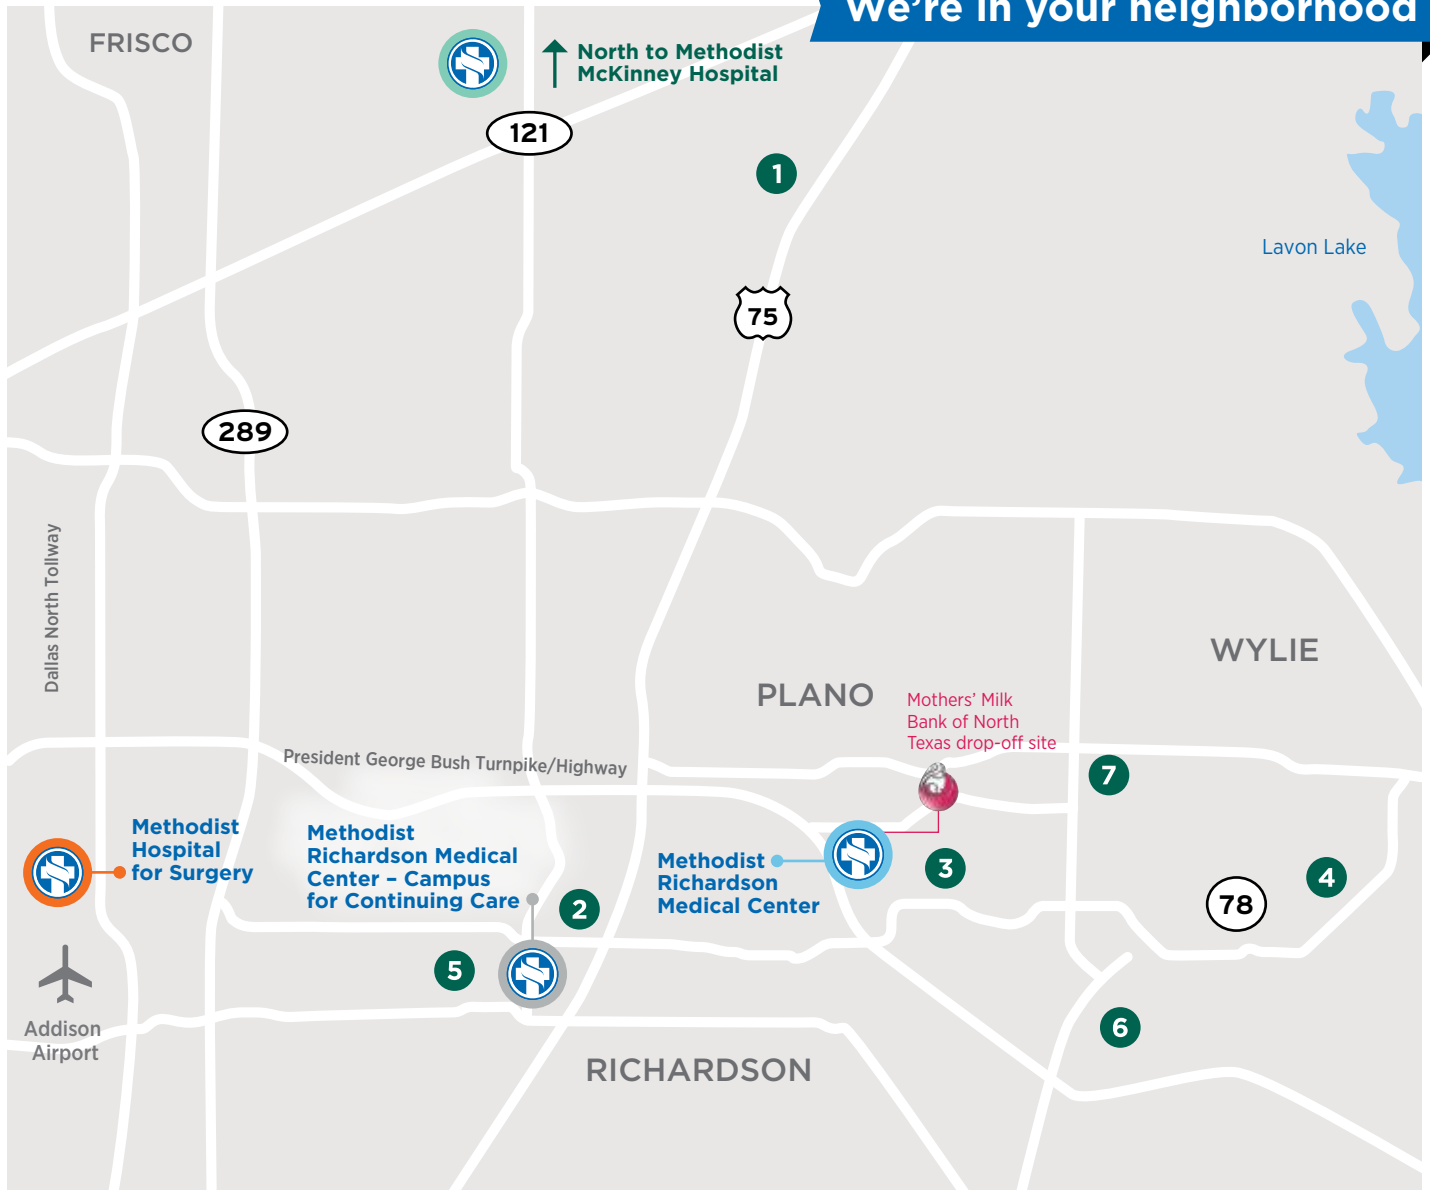 We're in your neighborhood
FRISCO
North to Methodist
McKinney Hospital
121
1
Lavon Lake
75
289
Dallas North Tollway
WYLIE
PLANO
Mothers' Milk
Bank of North
Texas drop-off site
President George Bush Turnpike/Highway
7
Methodist
Hospital
for Surgery
Methodist
Richardson Medical
Center – Campus
for Continuing Care
2
Methodist
Richardson
Medical Center
3
4
78
5
6
Addison
Airport
RICHARDSON